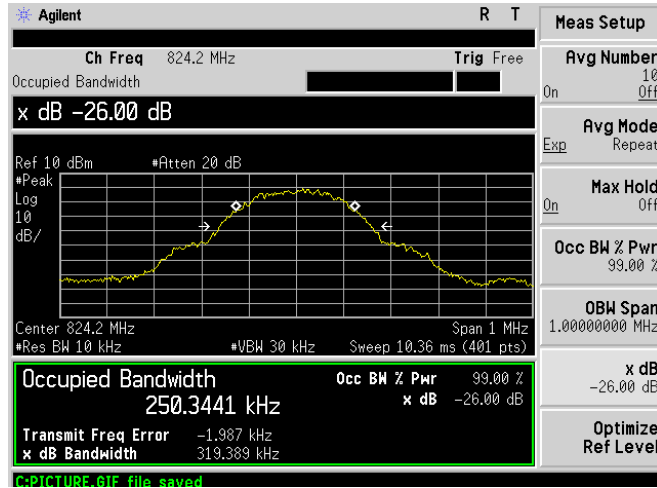 Agilent
R T
Ch Freq 824.2 MHz
Trig Free
Occupied Bandwidth
x dB -26.00 dB
Ref 10 dBm
#Atten 20 dB
#Peak
Log
10
dB/
Center 824.2 MHz
Span 1 MHz
#Res BW 10 kHz
#VBW 30 kHz
Sweep 10.36 ms (401 pts)
Occupied Bandwidth
250.3441 kHz
Occ BW % Pwr 99.00 %
x dB -26.00 dB
Transmit Freq Error -1.987 kHz
x dB Bandwidth 319.389 kHz
C:PICTURE.GIF file saved
Meas Setup
Avg Number
10
On Off
Avg Mode
Exp Repeat
Max Hold
On Off
Occ BW % Pwr
99.00 %
OBW Span
1.00000000 MHz
x dB
-26.00 dB
Optimize
Ref Level